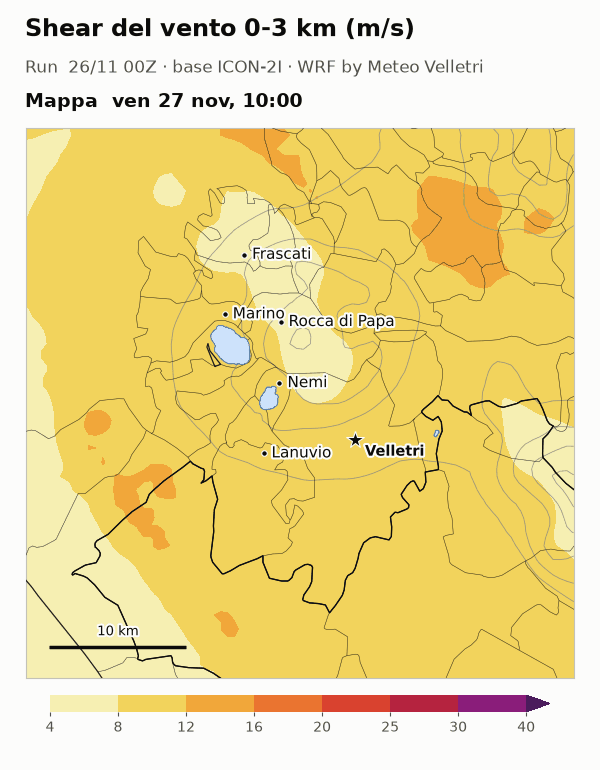 Shear del vento 0-3 km (m/s)
Run  26/11 00Z · base ICON-2I · WRF by Meteo Velletri
Mappa  ven 27 nov, 10:00
Frascati
Marino
Rocca di Papa
Nemi
Velletri
Lanuvio
10 km
4 8 12 16 20 25 30 40